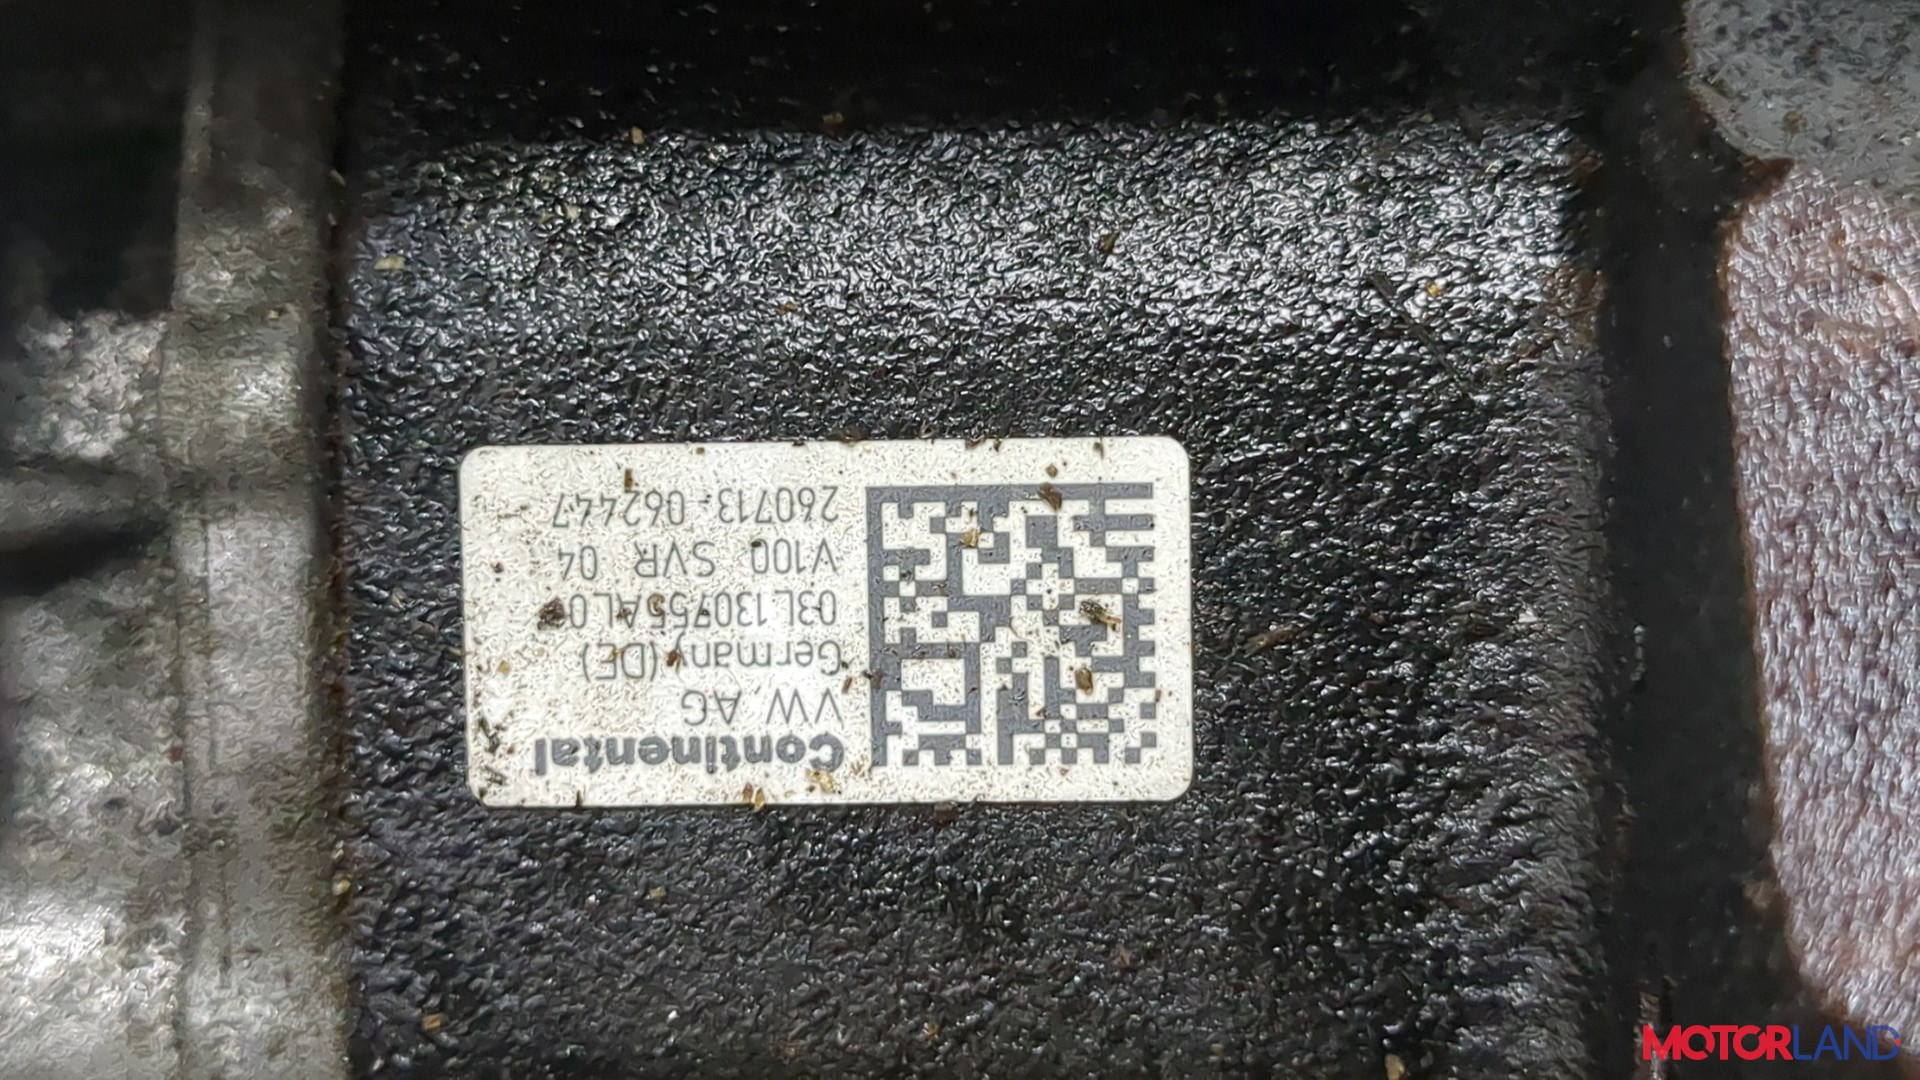 Continental
VW AG
Germany(DE)
03L130755AL0
V100 SVR 04
260713-062447
MOTORLAND